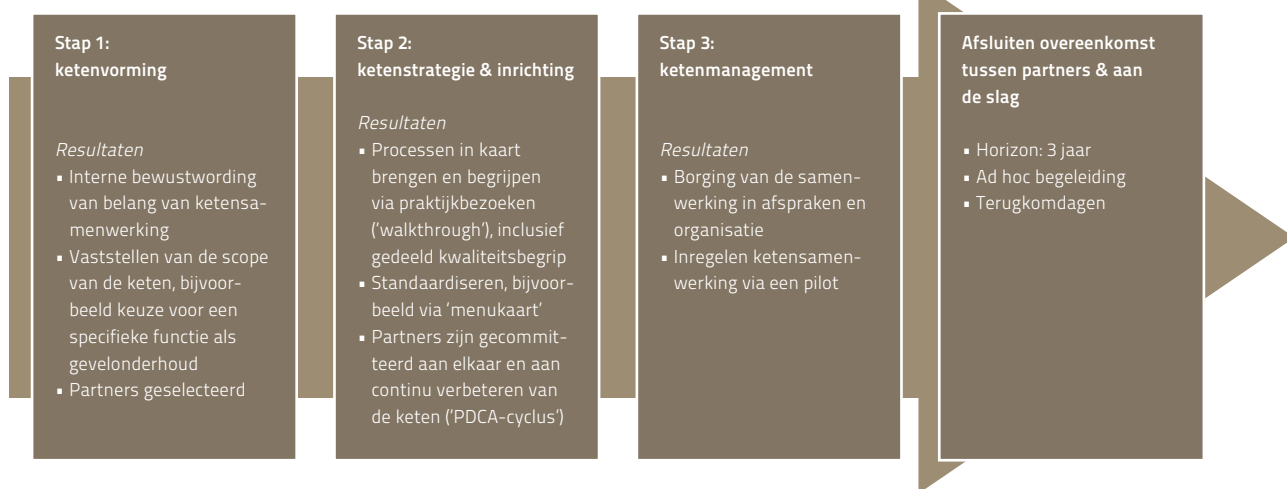 Stap 1:
ketenvorming
Resultaten
▪ Interne bewustwording
van belang van ketensa-
menwerking
▪ Vaststellen van de scope
van de keten, bijvoor-
beeld keuze voor een
specifieke functie als
gevelonderhoud
▪ Partners geselecteerd
Stap 2:
ketenstrategie & inrichting
Resultaten
▪ Processen in kaart
brengen en begrijpen
via praktijkbezoeken
('walkthrough'), inclusief
gedeeld kwaliteitsbegrip
▪ Standaardiseren, bijvoor-
beeld via 'menukaart'
▪ Partners zijn gecommit-
teerd aan elkaar en aan
continu verbeteren van
de keten ('PDCA-cyclus')
Stap 3:
ketenmanagement
Resultaten
▪ Borging van de samen-
werking in afspraken en
organisatie
▪ Inregelen ketensamen-
werking via een pilot
Afsluiten overeenkomst
tussen partners & aan
de slag
▪ Horizon: 3 jaar
▪ Ad hoc begeleiding
▪ Terugkomdagen